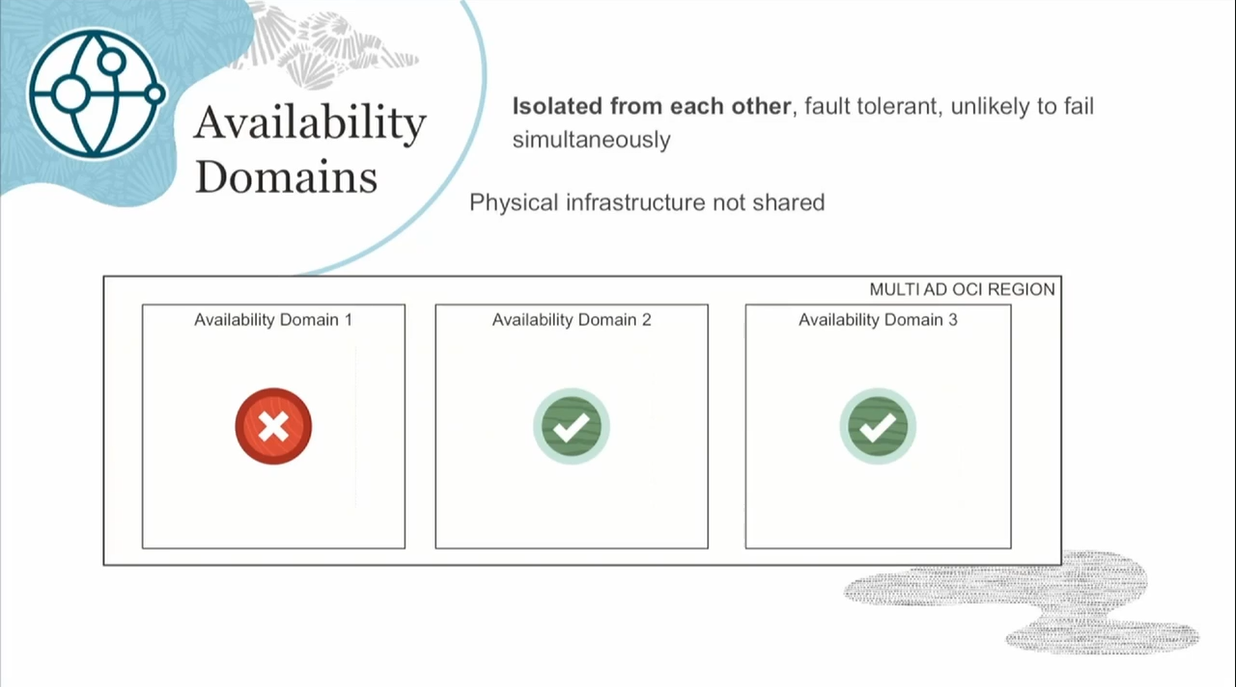 Availability
Domains
Isolated from each other, fault tolerant, unlikely to fail
simultaneously
Physical infrastructure not shared
MULTI AD OCI REGION
Availability Domain 1
Availability Domain 2
Availability Domain 3